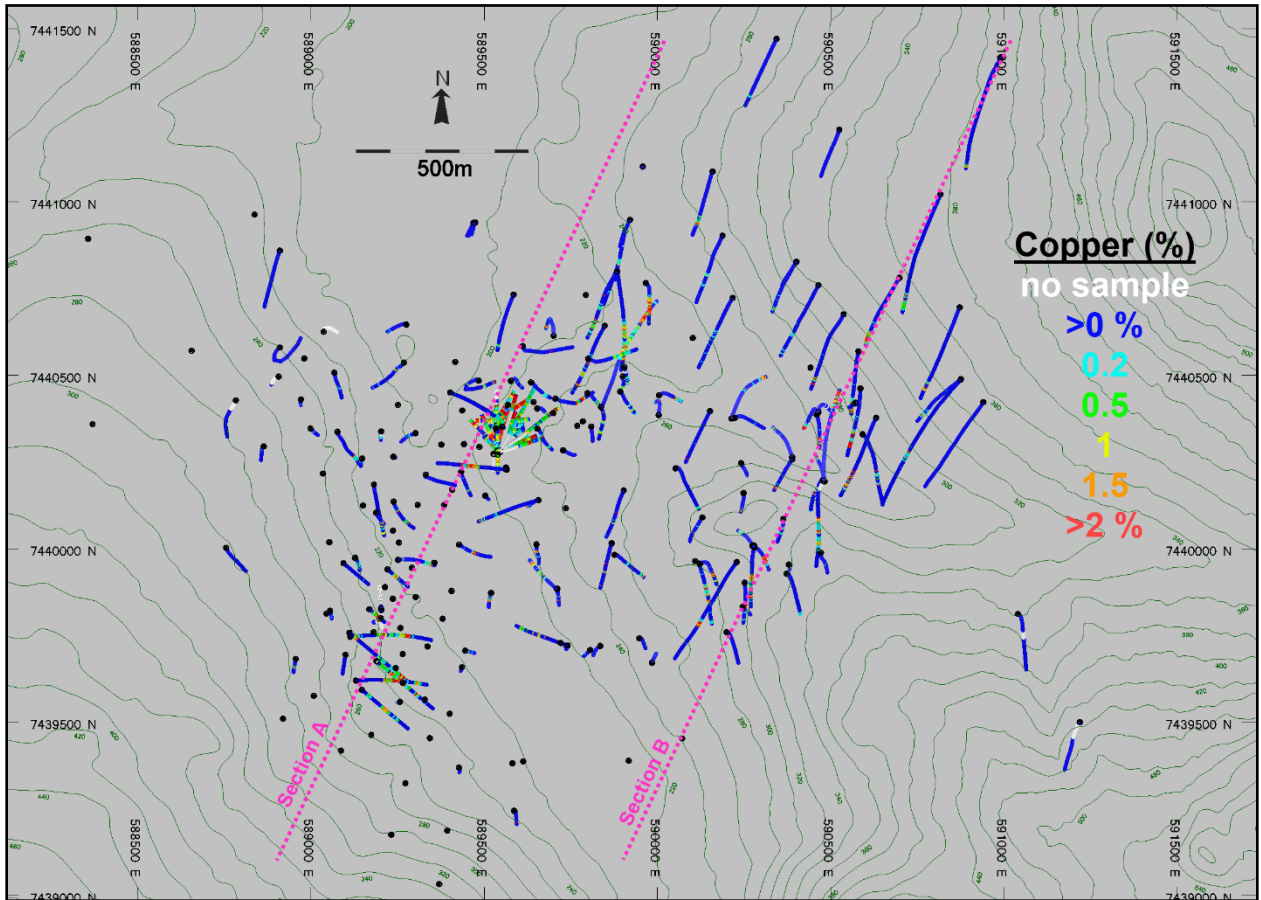 588500 E
589000 E
589500 E
590000 E
590500 E
591000 E
591500 E
7441500 N
N
500m
7441000 N
Copper (%)
no sample
>0 %
0.2
0.5
1
1.5
>2 %
7440500 N
7440000 N
7439500 N
Section A
Section B
588500 E
589000 E
589500 E
590000 E
590500 E
591000 E
591500 E
7439000 N
7439000 N
7441500 N
7441000 N
7440500 N
7440000 N
7439500 N